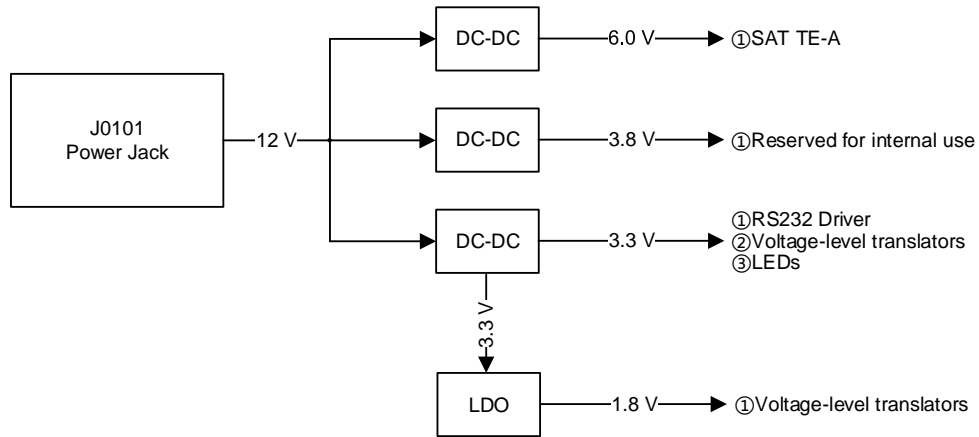 DC-DC
6.0 V
①SAT TE-A
J0101
Power Jack
12 V
DC-DC
3.8 V
①Reserved for internal use
DC-DC
3.3 V
①RS232 Driver
②Voltage-level translators
③LEDs
3.3 V
LDO
1.8 V
①Voltage-level translators